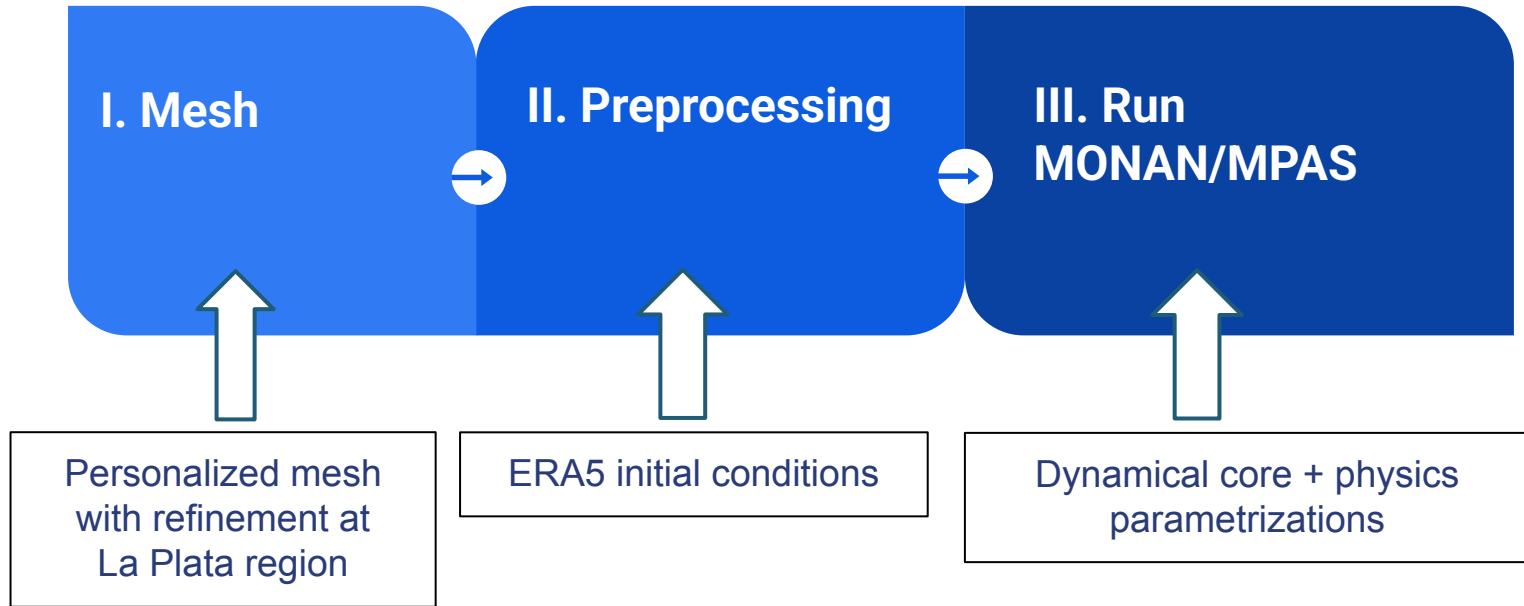 I. Mesh
II. Preprocessing
III. Run
MONAN/MPAS
Personalized mesh
with refinement at
La Plata region
ERA5 initial conditions
Dynamical core + physics
parametrizations